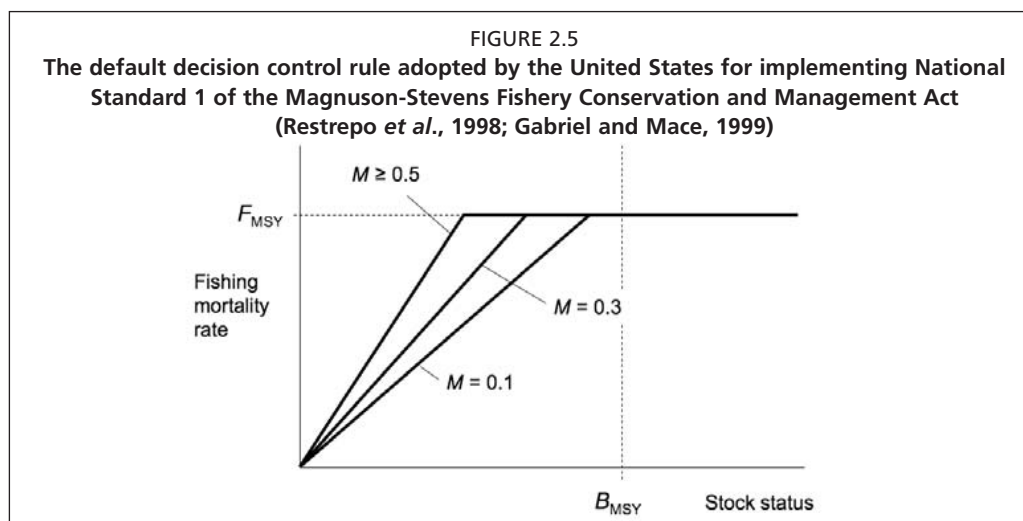 FIGURE 2.5
The default decision control rule adopted by the United States for implementing National
Standard 1 of the Magnuson-Stevens Fishery Conservation and Management Act
(Restrepo et al., 1998; Gabriel and Mace, 1999)
M ≥ 0.5
FMSY
Fishing
mortality
rate
M = 0.3
M = 0.1
BMSY Stock status